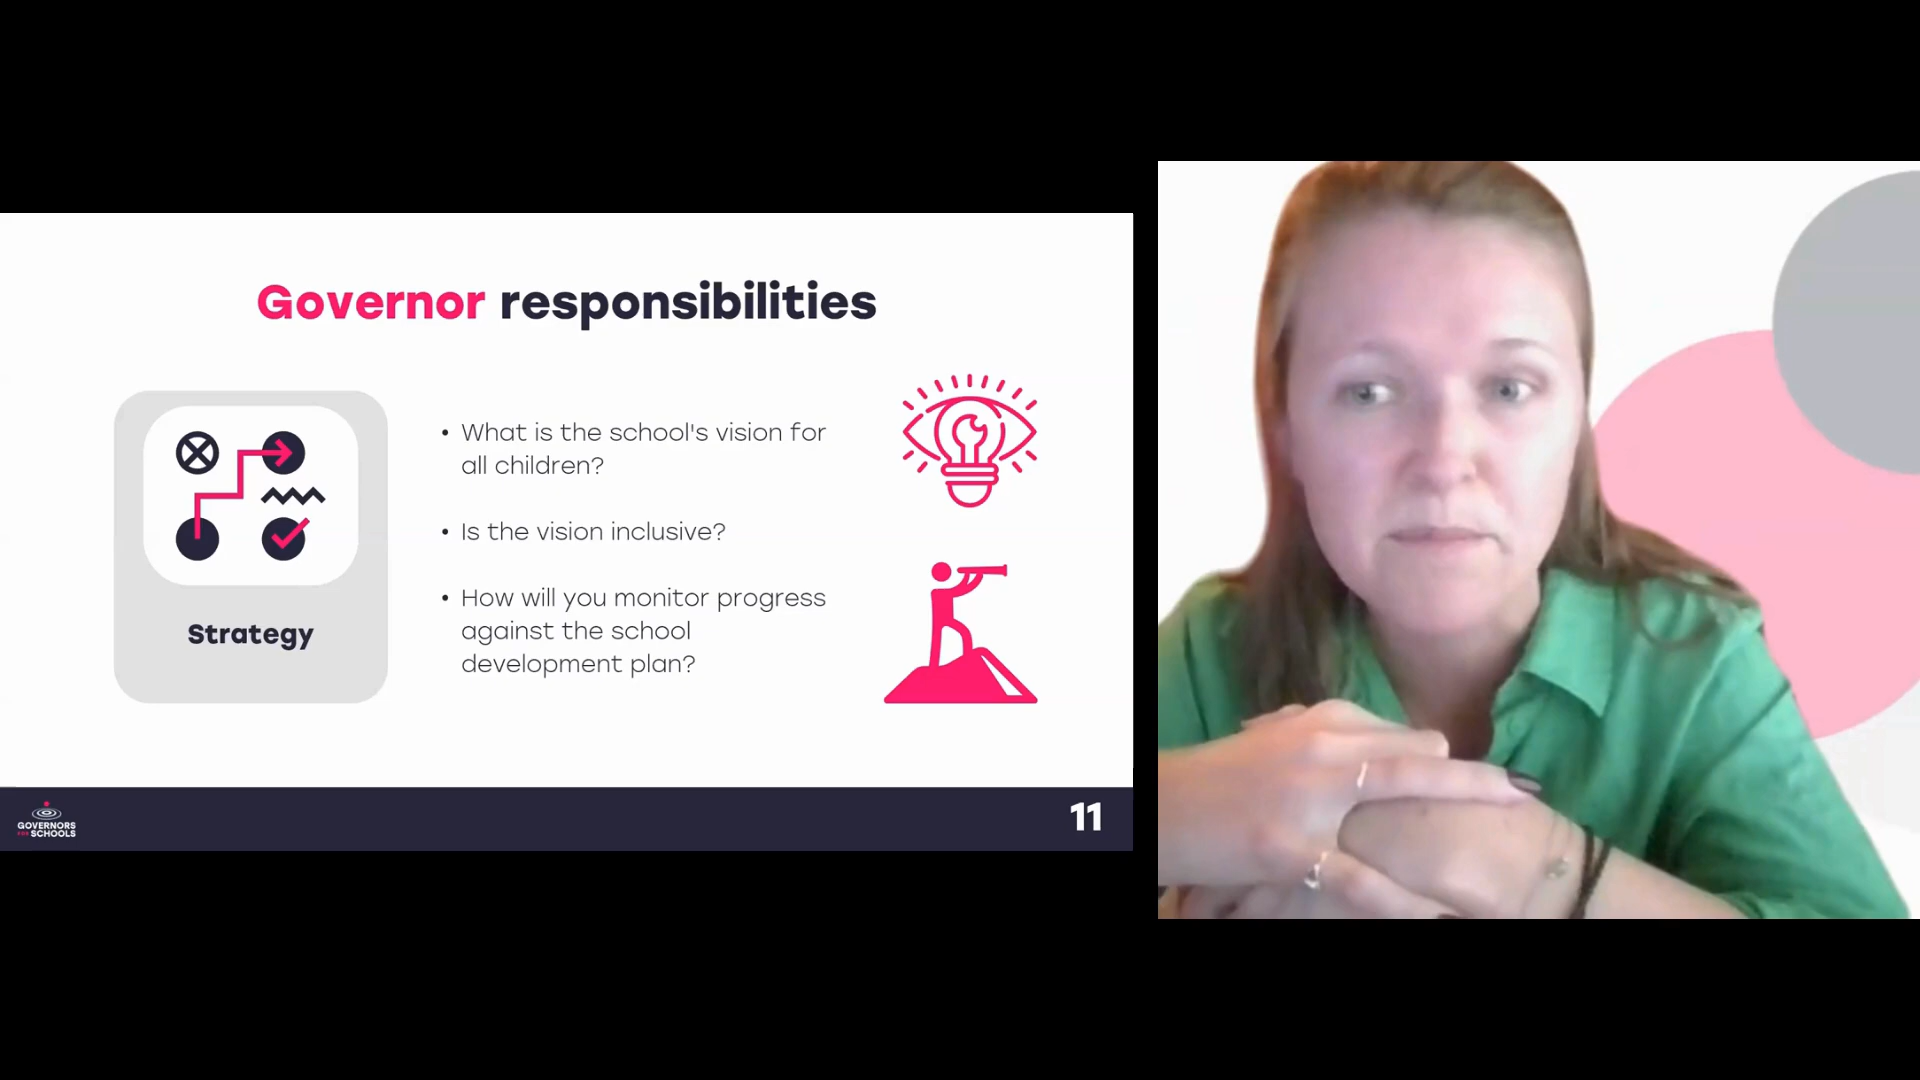 Governor responsibilities
• What is the school's vision for
all children?
• Is the vision inclusive?
• How will you monitor progress
against the school
development plan?
Strategy
GOVERNORS
FOR SCHOOLS
11